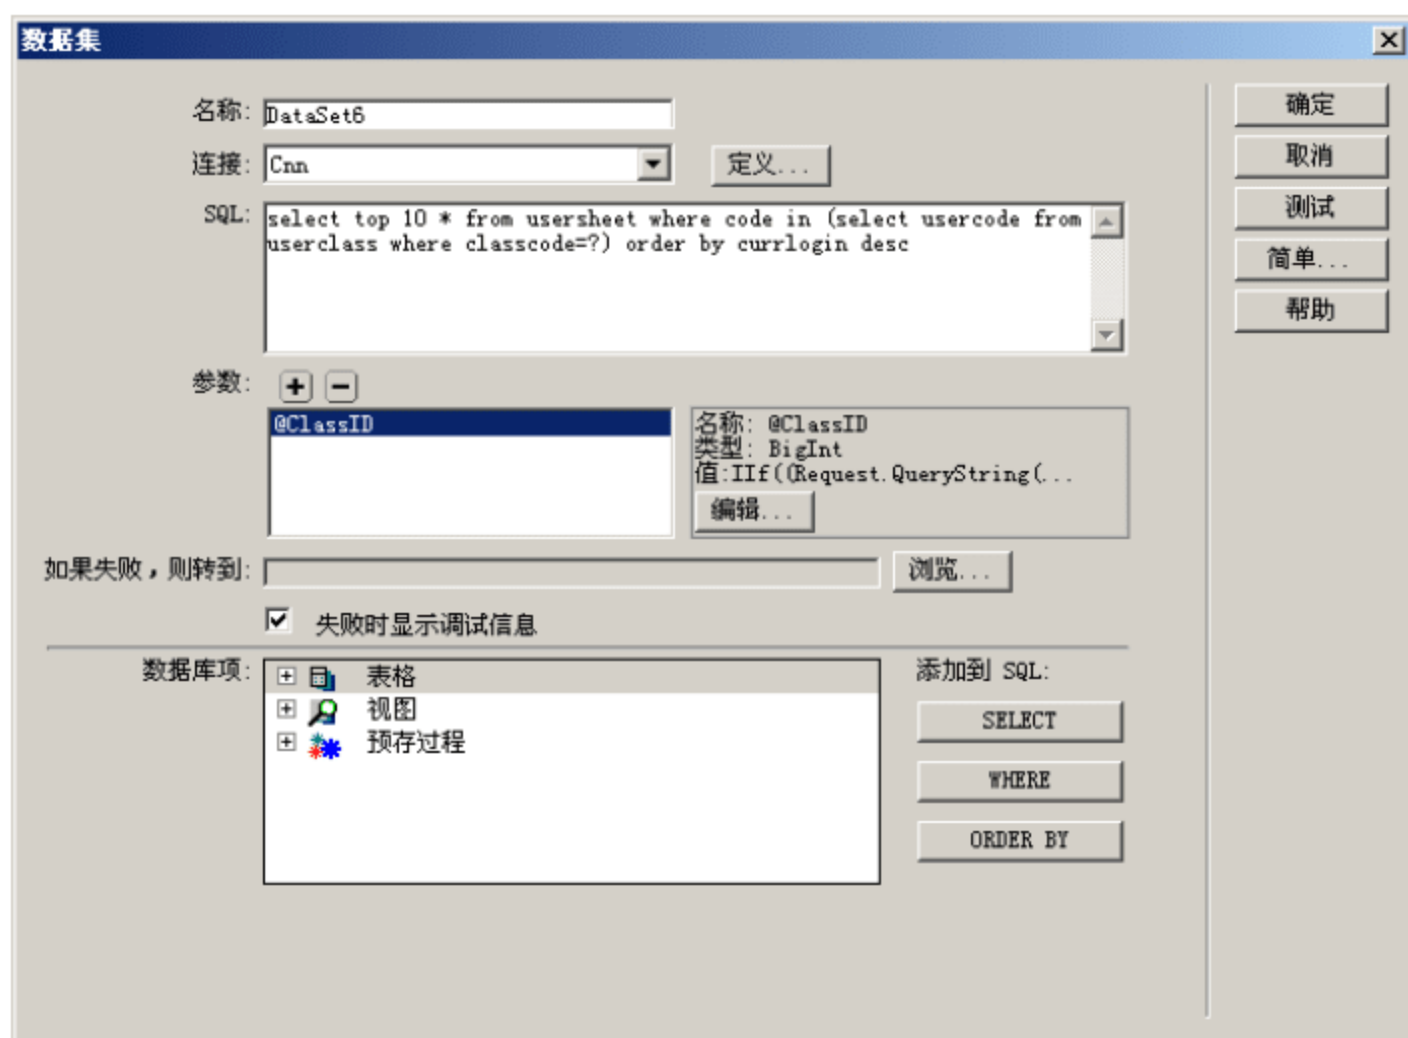 数据集
名称: DataSet6
确定
连接: Cnn
定义...
取消
SQL: select top 10 * from usersheet where code in (select usercode from
userclass where classcode=?) order by currlogin desc
测试
简单...
帮助
参数:
@ClassID
名称: @ClassID
类型: BigInt
值:IIf((Request.QueryString(...
编辑...
如果失败，则转到:
浏览...
失败时显示调试信息
数据库项:
表格
视图
预存过程
添加到 SQL:
SELECT
WHERE
ORDER BY